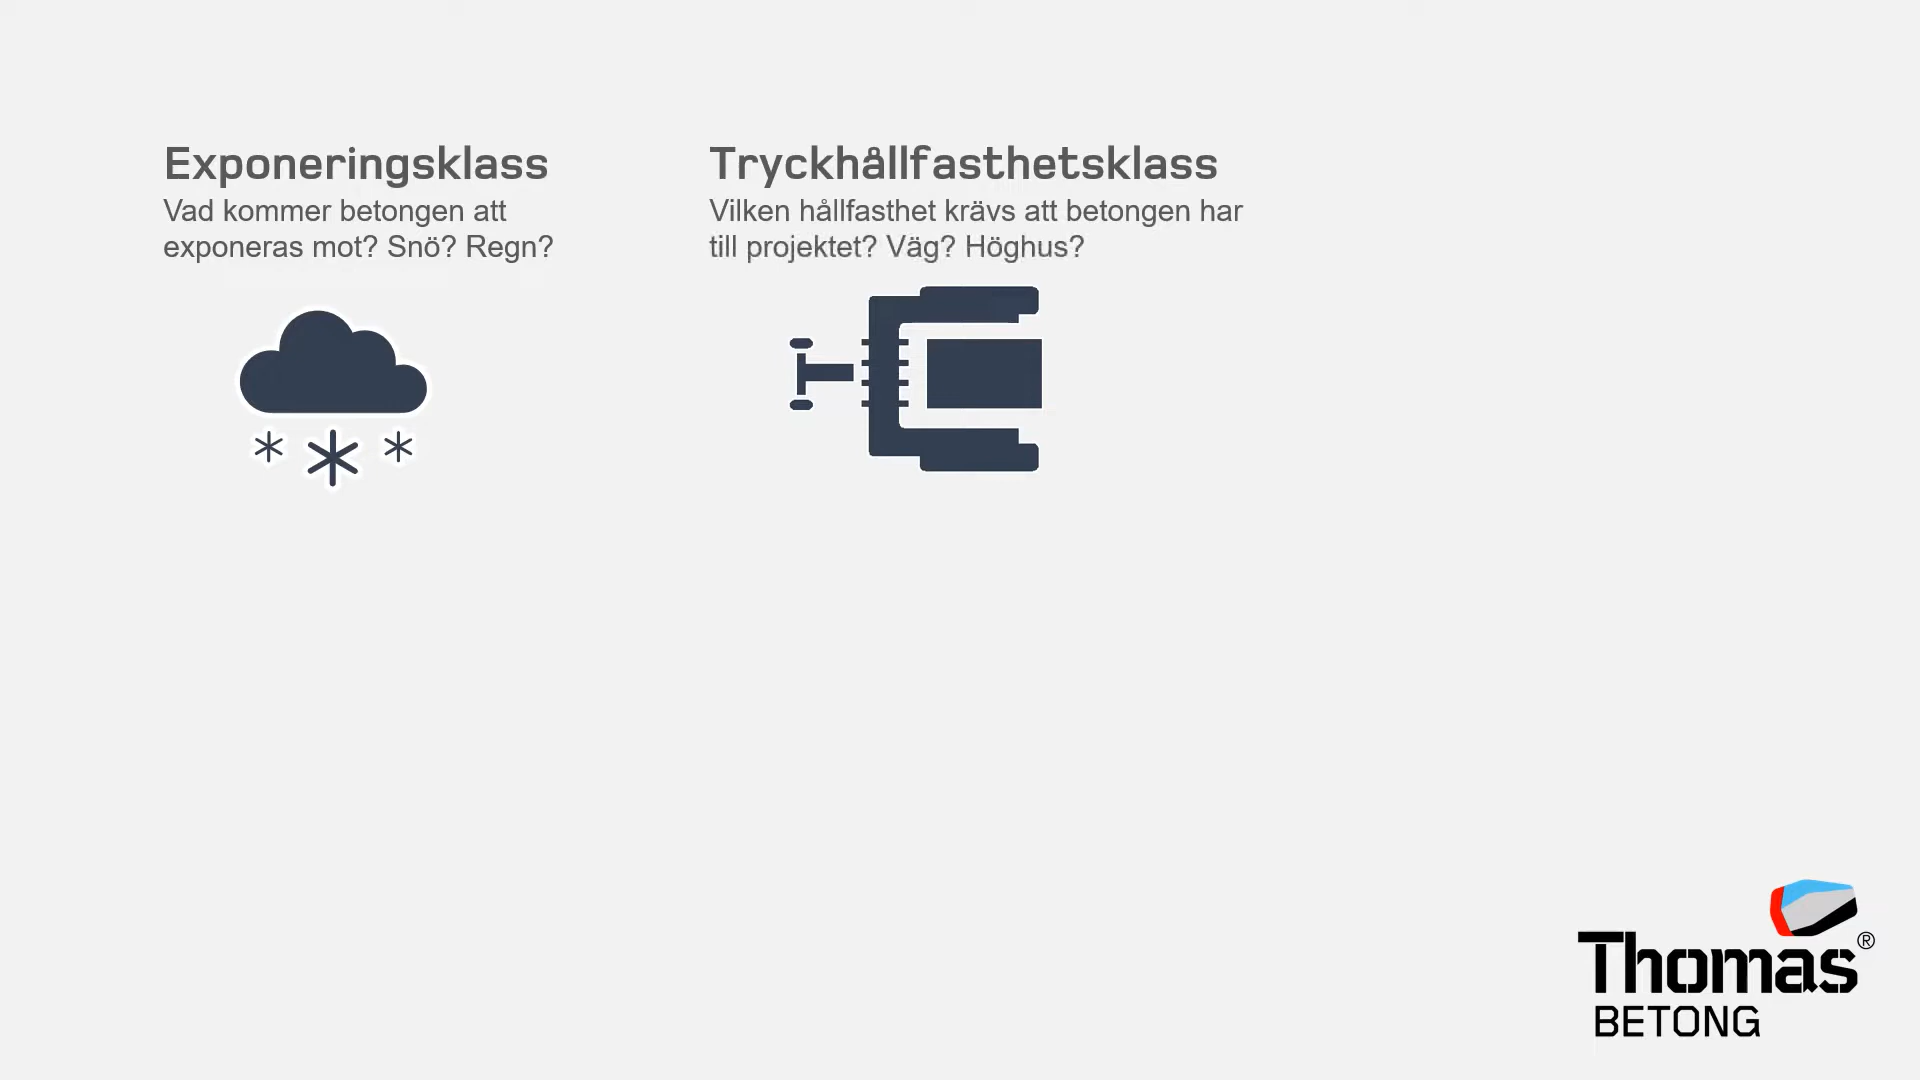 Exponeringsklass
Vad kommer betongen att
exponeras mot? Snö? Regn?
Tryckhållfasthetsklass
Vilken hållfasthet krävs att betongen har
till projektet? Väg? Höghus?
Thomas®
BETONG